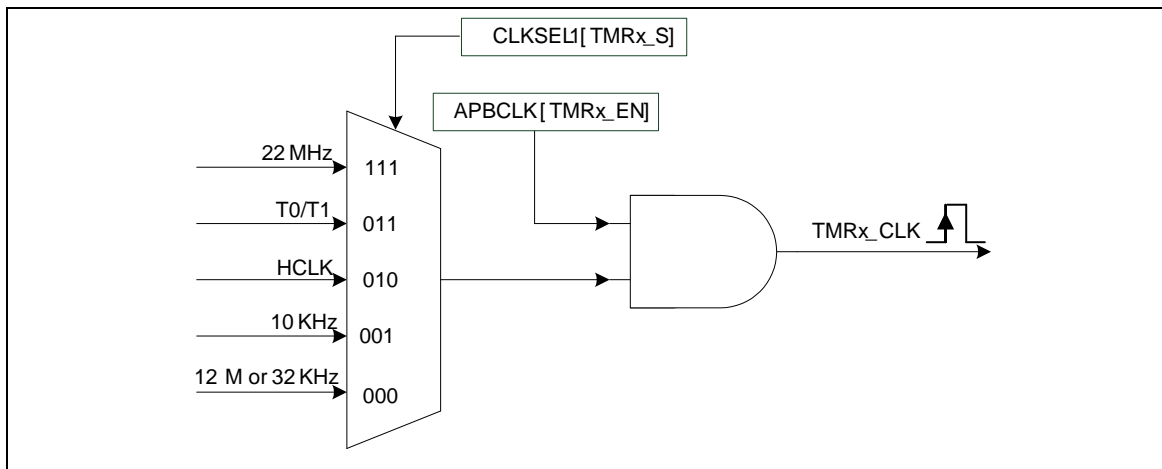 CLKSEL1[TMRx_S]
APBCLK[TMRx_EN]
22 MHz
111
T0/T1
011
TMRx_CLK
HCLK
010
10 KHz
001
12 M or 32 KHz
000